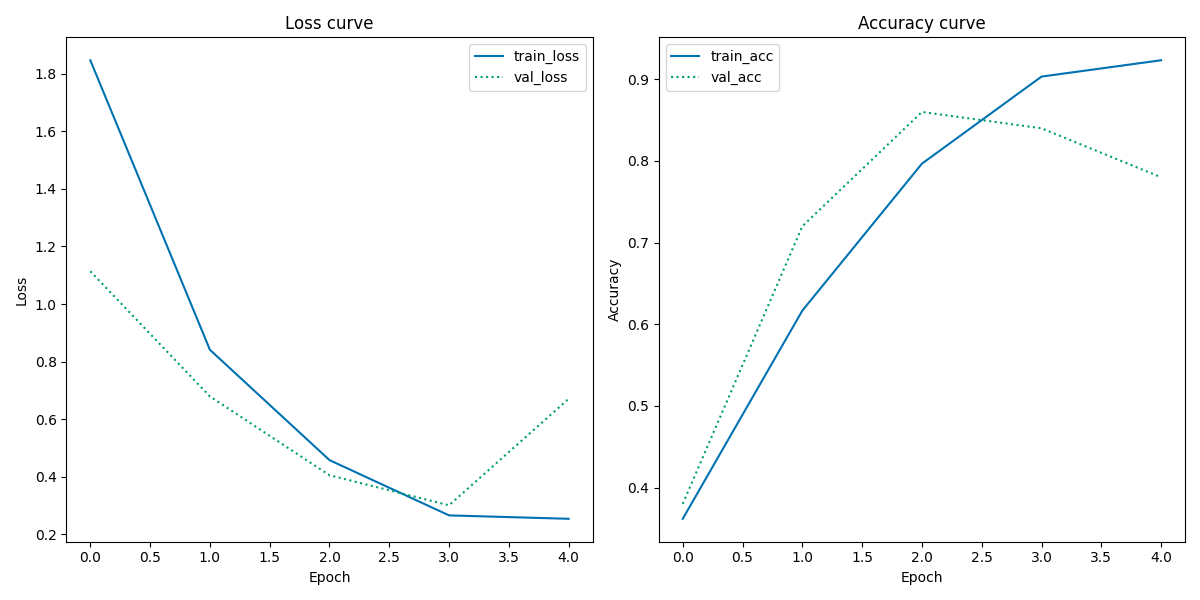 Loss curve
train_loss
val_loss
1.8
1.6
1.4
1.2
1.0
0.8
0.6
0.4
0.2
Loss
0.0 0.5 1.0 1.5 2.0 2.5 3.0 3.5 4.0
Epoch
Accuracy curve
train_acc
val_acc
0.9
0.8
0.7
0.6
0.5
0.4
Accuracy
0.0 0.5 1.0 1.5 2.0 2.5 3.0 3.5 4.0
Epoch